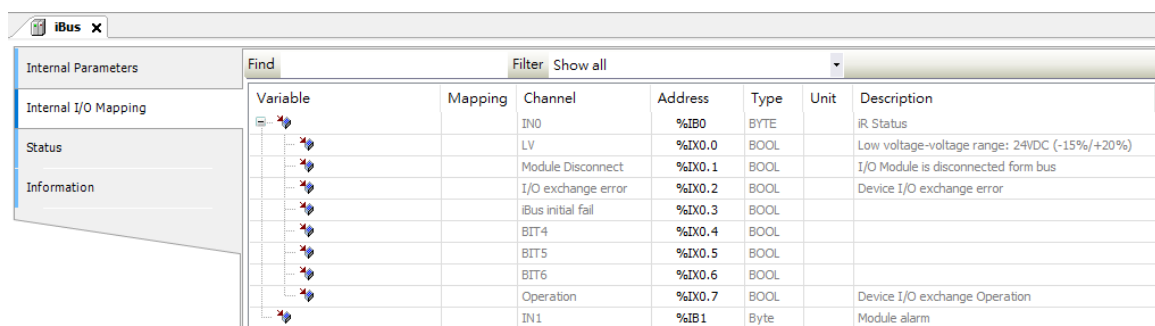 iBus X
Internal Parameters
Internal I/O Mapping
Status
Information
Find Filter Show all
Variable Mapping Channel Address Type Unit Description
IN0 %IB0 BYTE iR Status
LV %IX0.0 BOOL Low voltage-voltage range: 24VDC (-15%/+20%)
Module Disconnect %IX0.1 BOOL I/O Module is disconnected form bus
I/O exchange error %IX0.2 BOOL Device I/O exchange error
iBus initial fail %IX0.3 BOOL
BIT4 %IX0.4 BOOL
BIT5 %IX0.5 BOOL
BIT6 %IX0.6 BOOL
Operation %IX0.7 BOOL Device I/O exchange Operation
IN1 %IB1 Byte Module alarm